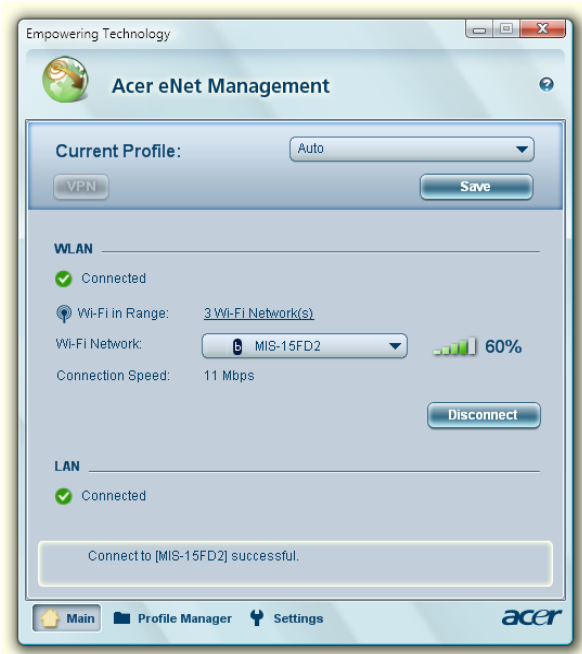 Empowering Technology
Acer eNet Management
Current Profile: Auto
VPN Save
WLAN
Connected
Wi-Fi in Range: 3 Wi-Fi Network(s)
Wi-Fi Network: b MIS-15FD2 60%
Connection Speed: 11 Mbps
Disconnect
LAN
Connected
Connect to [MIS-15FD2] successful.
Main Profile Manager Settings acer